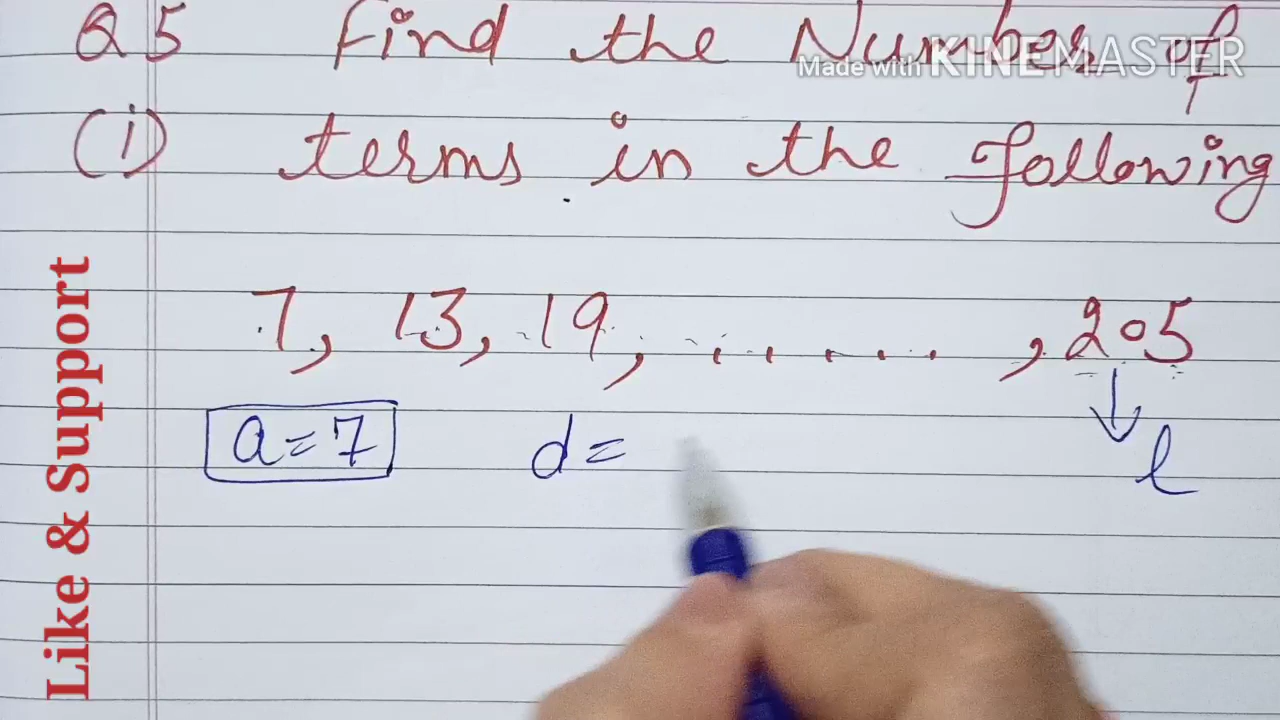 Q5 Find the Number of
Made with KINEMASTER
(i) terms in the following
7, 13, 19, ......, 205
a=7 d= l
Like & Support